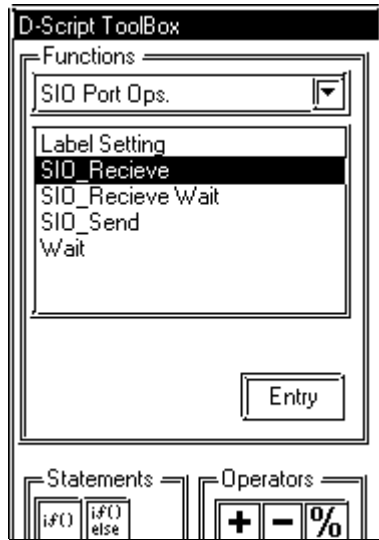 D-Script ToolBox
Functions
SIO Port Ops.
Label Setting
SIO_Recieve
SIO_Recieve Wait
SIO_Send
Wait
Entry
Statements Operators
if() if() else + - %